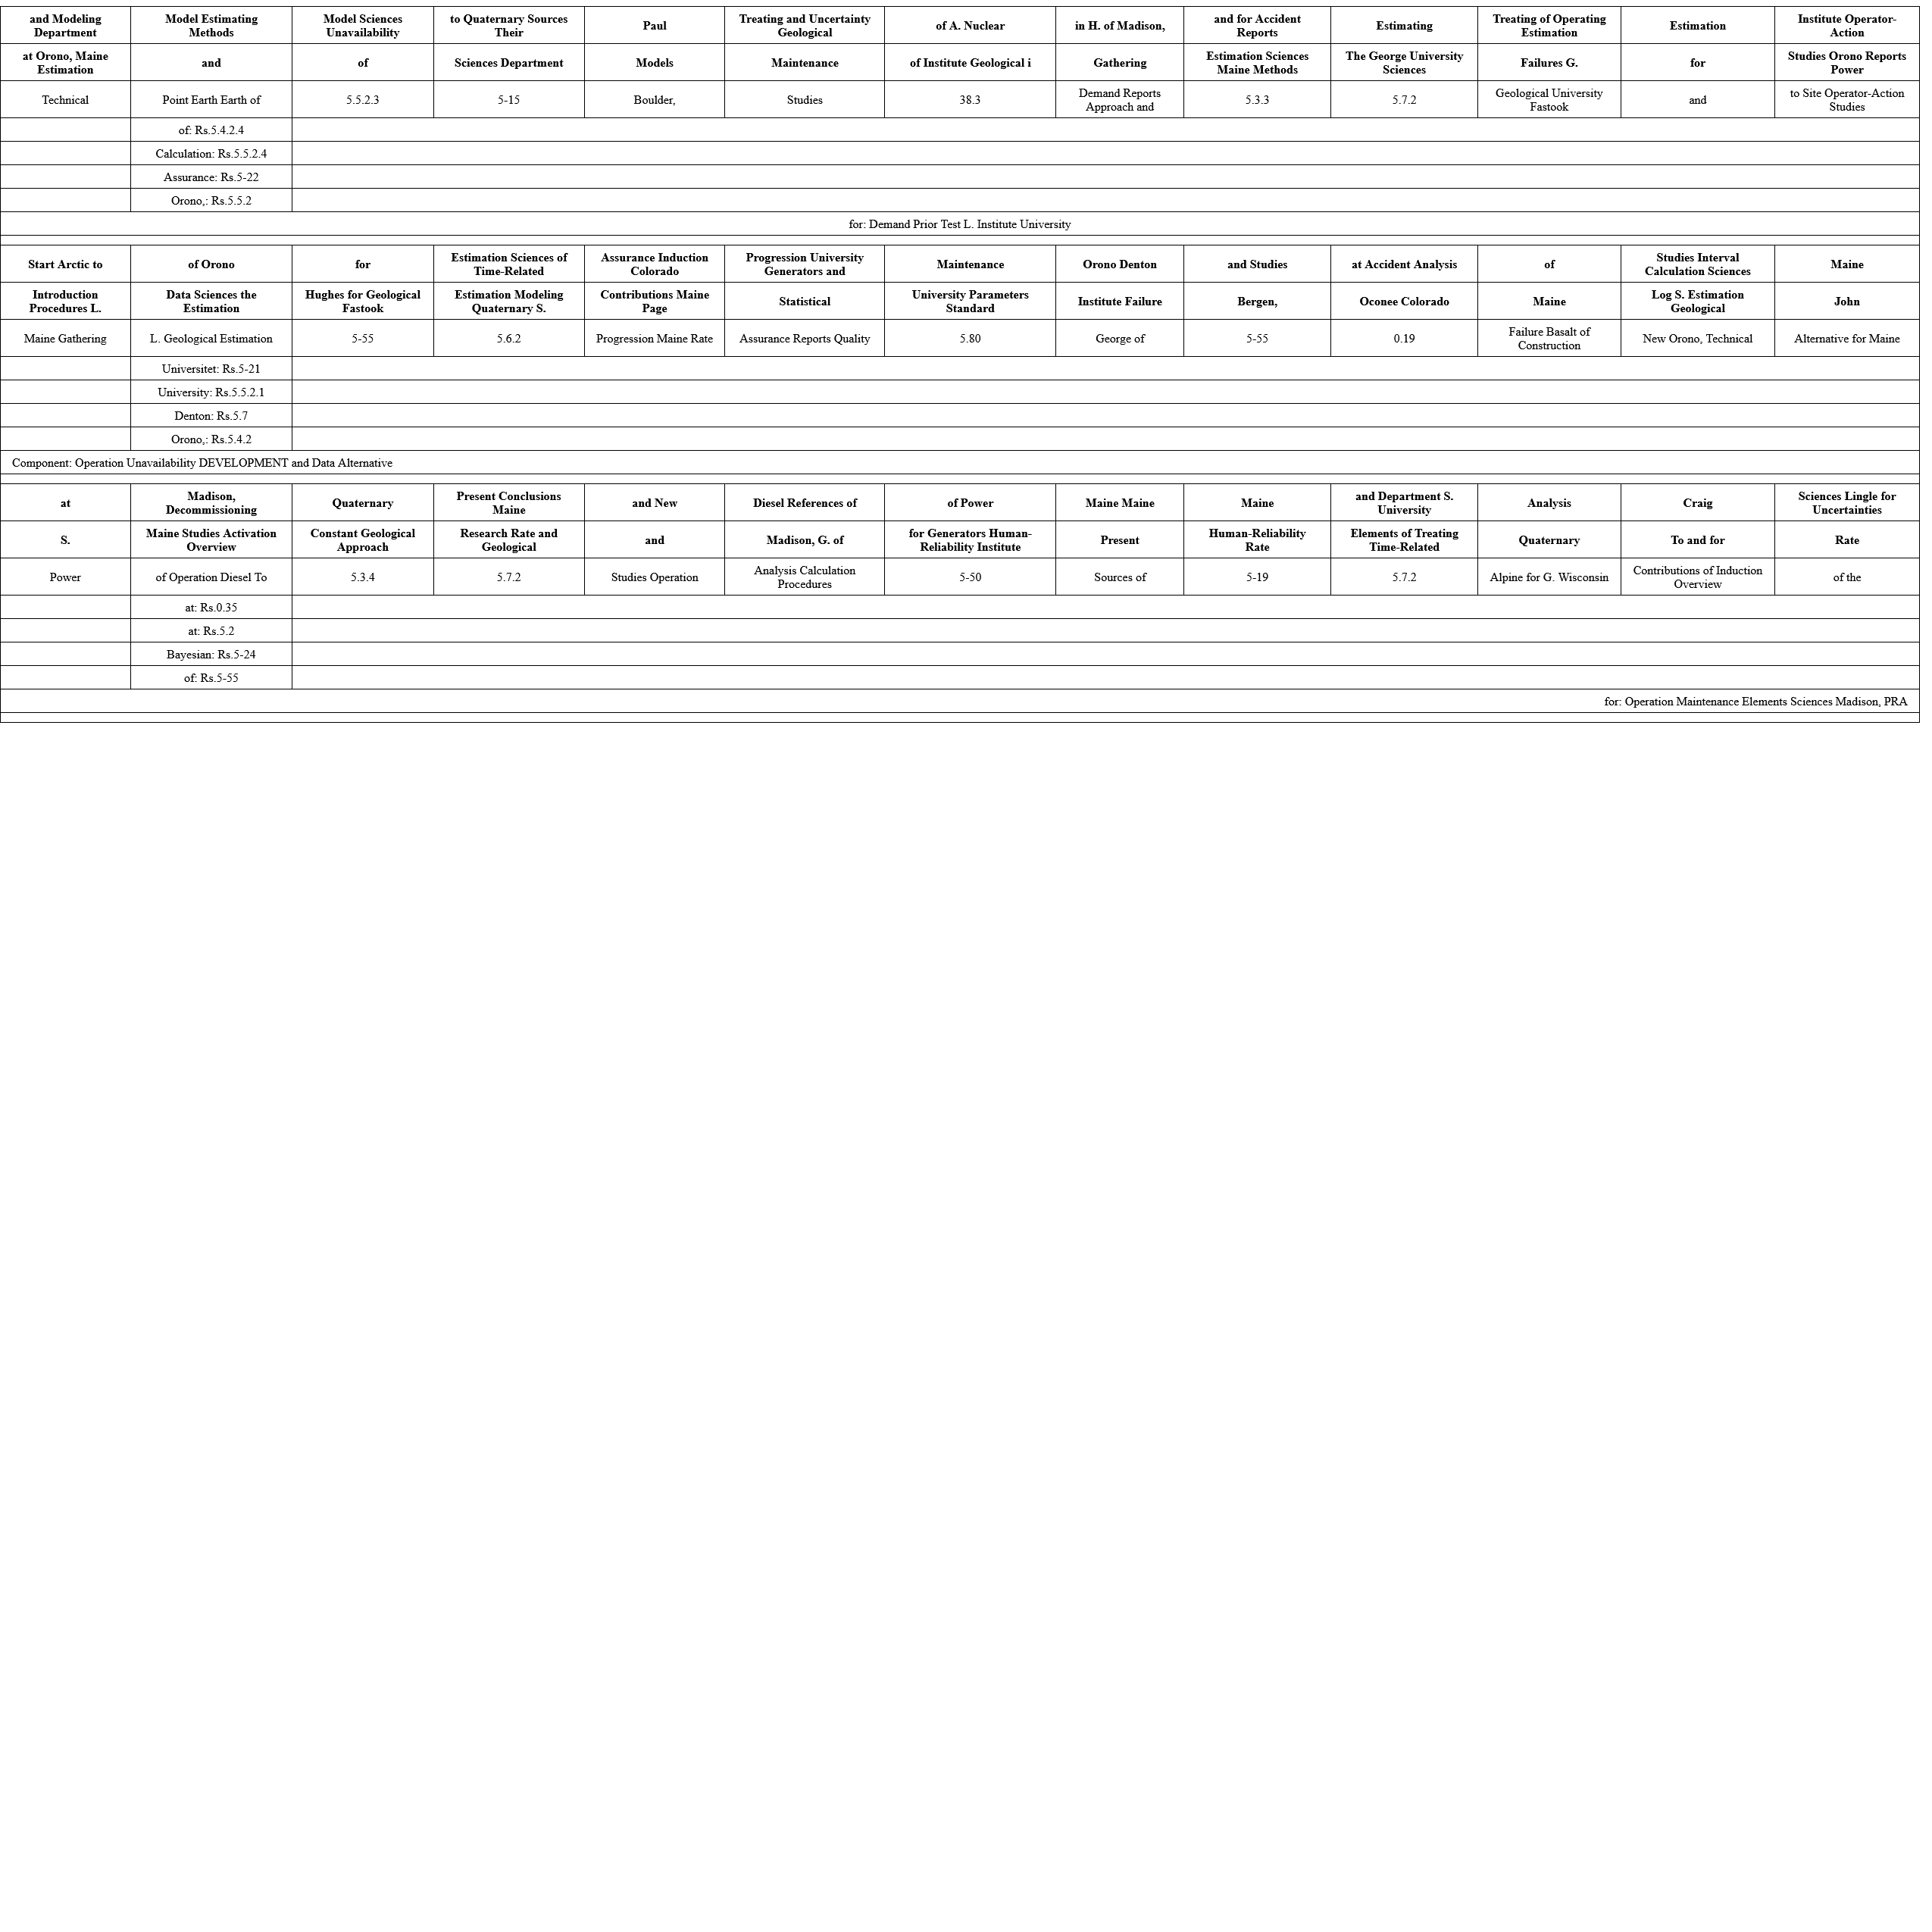 and Modeling Department Model Estimating Methods Model Sciences Unavailability to Quaternary Sources Their Paul Treating and Uncertainty Geological of A. Nuclear in H. of Madison, and for Accident Reports Estimating Treating of Operating Estimation Estimation Institute Operator-Action
at Orono, Maine Estimation and of Sciences Department Models Maintenance of Institute Geological i Gathering Estimation Sciences Maine Methods The George University Sciences Failures G. for Studies Orono Reports Power
Technical Point Earth Earth of 5.5.2.3 5-15 Boulder, Studies 38.3 Demand Reports Approach and 5.3.3 5.7.2 Geological University Fastook and to Site Operator-Action Studies
of: Rs.5.4.2.4
Calculation: Rs.5.5.2.4
Assurance: Rs.5-22
Orono,: Rs.5.5.2
for: Demand Prior Test L. Institute University
Start Arctic to of Orono for Estimation Sciences of Time-Related Assurance Induction Colorado Progression University Generators and Maintenance Orono Denton and Studies at Accident Analysis of Studies Interval Calculation Sciences Maine
Introduction Procedures L. Data Sciences the Estimation Hughes for Geological Fastook Estimation Modeling Quaternary S. Contributions Maine Page Statistical University Parameters Standard Institute Failure Bergen, Oconee Colorado Maine Log S. Estimation Geological John
Maine Gathering L. Geological Estimation 5-55 5.6.2 Progression Maine Rate Assurance Reports Quality 5.80 George of 5-55 0.19 Failure Basalt of Construction New Orono, Technical Alternative for Maine
Universitet: Rs.5-21
University: Rs.5.5.2.1
Denton: Rs.5.7
Orono,: Rs.5.4.2
Component: Operation Unavailability DEVELOPMENT and Data Alternative
at Madison, Decommissioning Quaternary Present Conclusions Maine and New Diesel References of of Power Maine Maine Maine and Department S. University Analysis Craig Sciences Lingle for Uncertainties
S. Maine Studies Activation Overview Constant Geological Approach Research Rate and Geological and Madison, G. of for Generators Human-Reliability Institute Present Human-Reliability Rate Elements of Treating Time-Related Quaternary To and for Rate
Power of Operation Diesel To 5.3.4 5.7.2 Studies Operation Analysis Calculation Procedures 5-50 Sources of 5-19 5.7.2 Alpine for G. Wisconsin Contributions of Induction Overview of the
at: Rs.0.35
at: Rs.5.2
Bayesian: Rs.5-24
of: Rs.5-55
for: Operation Maintenance Elements Sciences Madison, PRA